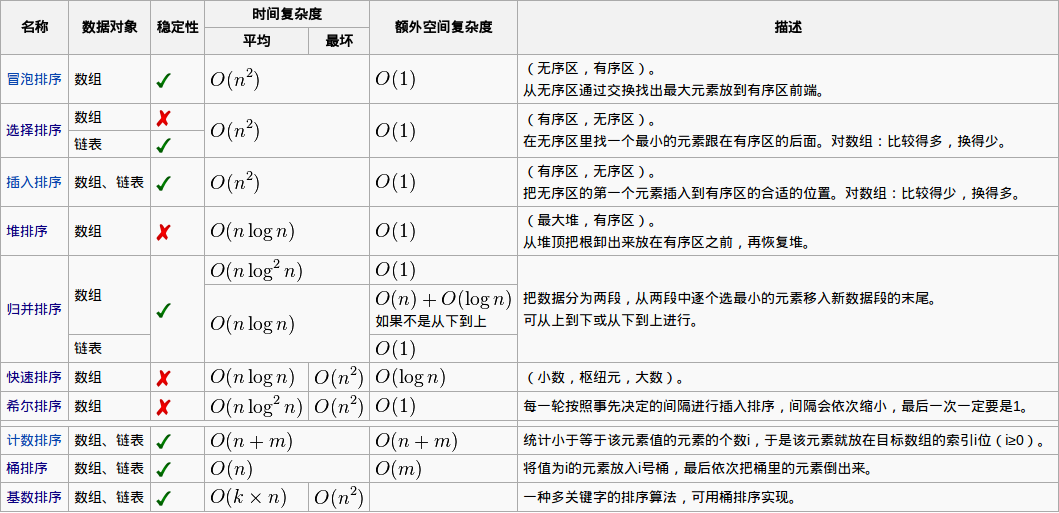 名称 数据对象 稳定性 时间复杂度 额外空间复杂度 描述
平均 最坏
冒泡排序 数组 ✔ O(n²) O(1) （无序区，有序区）。
从无序区通过交换找出最大元素放到有序区前端。
选择排序 数组 ✘ O(n²) O(1) （有序区，无序区）。
链表 ✔ 在无序区里找一个最小的元素跟在有序区的后面。对数组：比较得多，换得少。
插入排序 数组、链表 ✔ O(n²) O(1) （有序区，无序区）。
把无序区的第一个元素插入到有序区的合适的位置。对数组：比较得少，换得多。
堆排序 数组 ✘ O(n log n) O(1) （最大堆，有序区）。
从堆顶把根卸出来放在有序区之前，再恢复堆。
归并排序 数组 ✔ O(n log² n) O(1) 把数据分为两段，从两段中逐个选最小的元素移入新数据段的末尾。
可从上到下或从下到上进行。
O(n log n) O(n) + O(log n)
如果不是从下到上
链表 O(1)
快速排序 数组 ✘ O(n log n) O(n²) O(log n) （小数，枢纽元，大数）。
希尔排序 数组 ✘ O(n log² n) O(n²) O(1) 每一轮按照事先决定的间隔进行插入排序，间隔会依次缩小，最后一次一定要是1。
计数排序 数组、链表 ✔ O(n + m) O(n + m) 统计小于等于该元素值的元素的个数i，于是该元素就放在目标数组的索引i位（i≥0）。
桶排序 数组、链表 ✔ O(n) O(m) 将值为i的元素放入i号桶，最后依次把桶里的元素倒出来。
基数排序 数组、链表 ✔ O(k × n) O(n²) 一种多关键字的排序算法，可用桶排序实现。